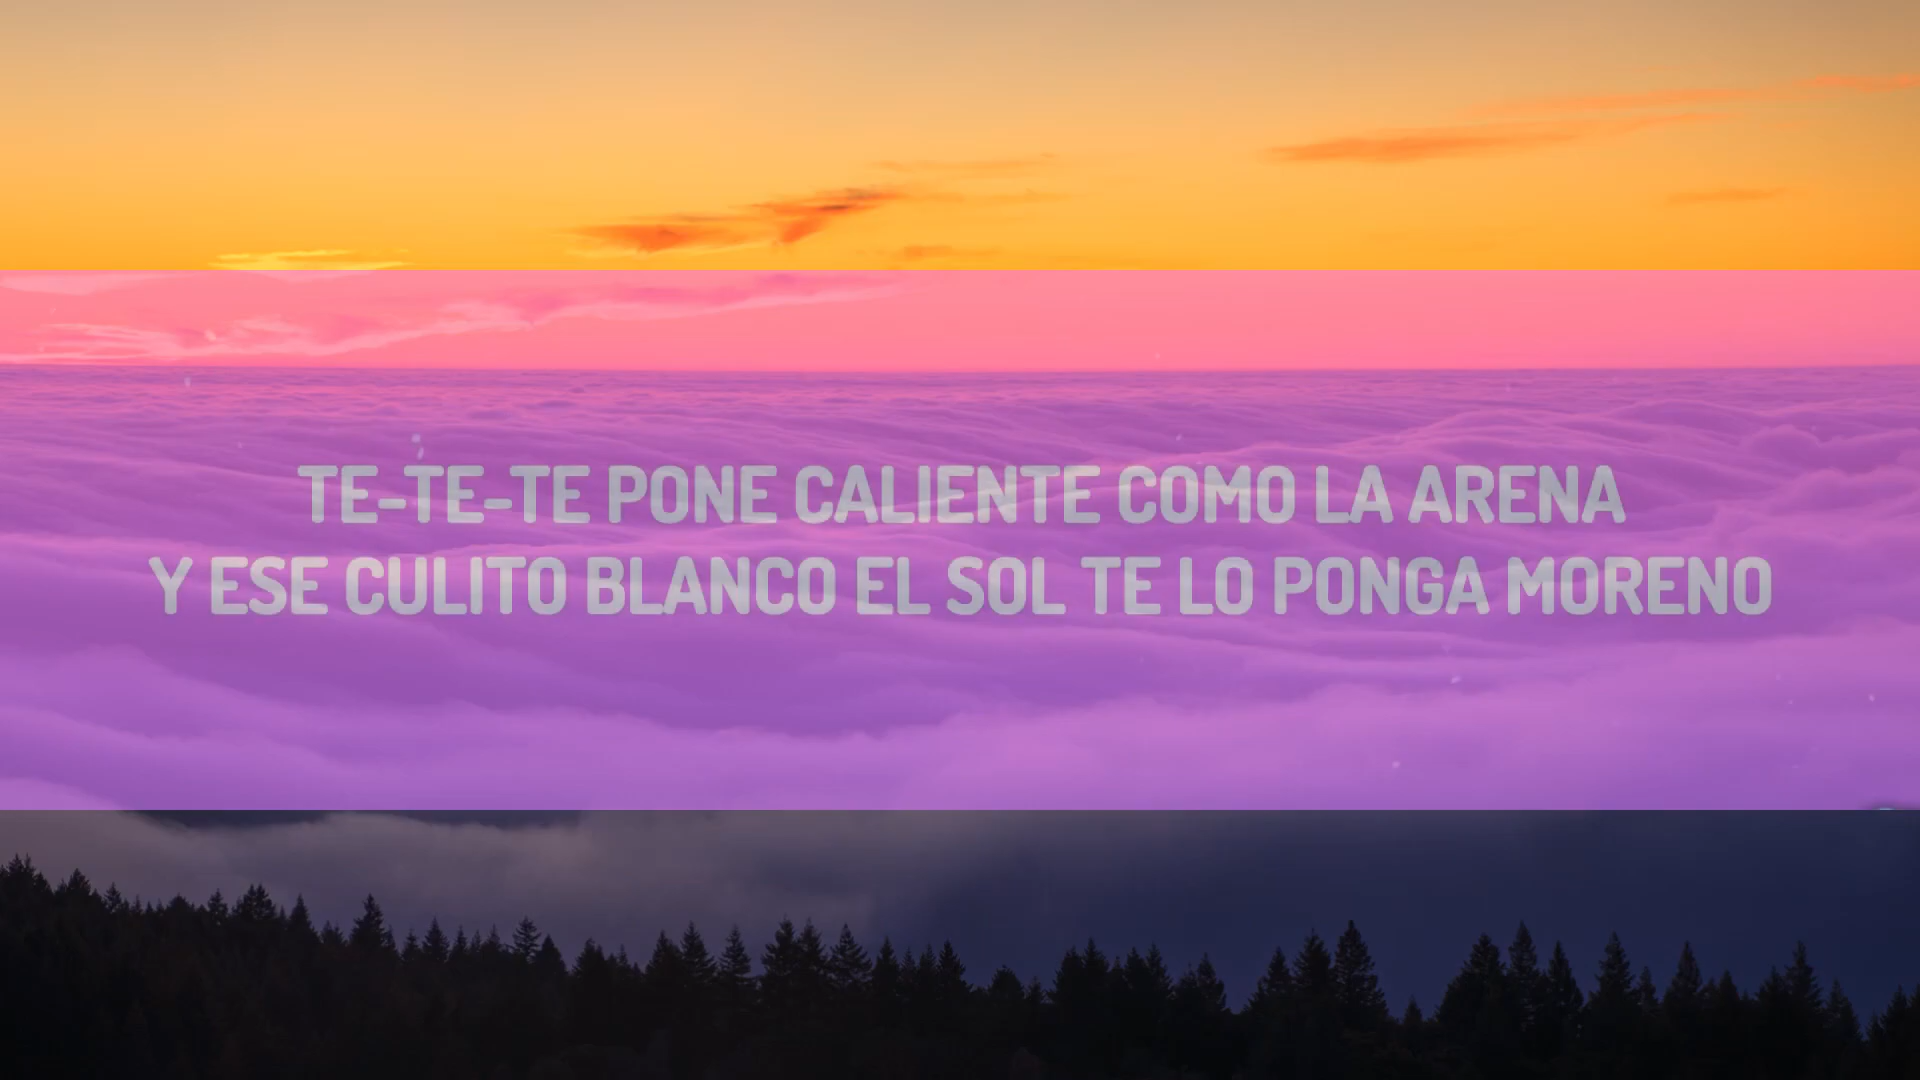 TE-TE-TE PONE CALIENTE COMO LA ARENA
Y ESE CULITO BLANCO EL SOL TE LO PONGA MORENO